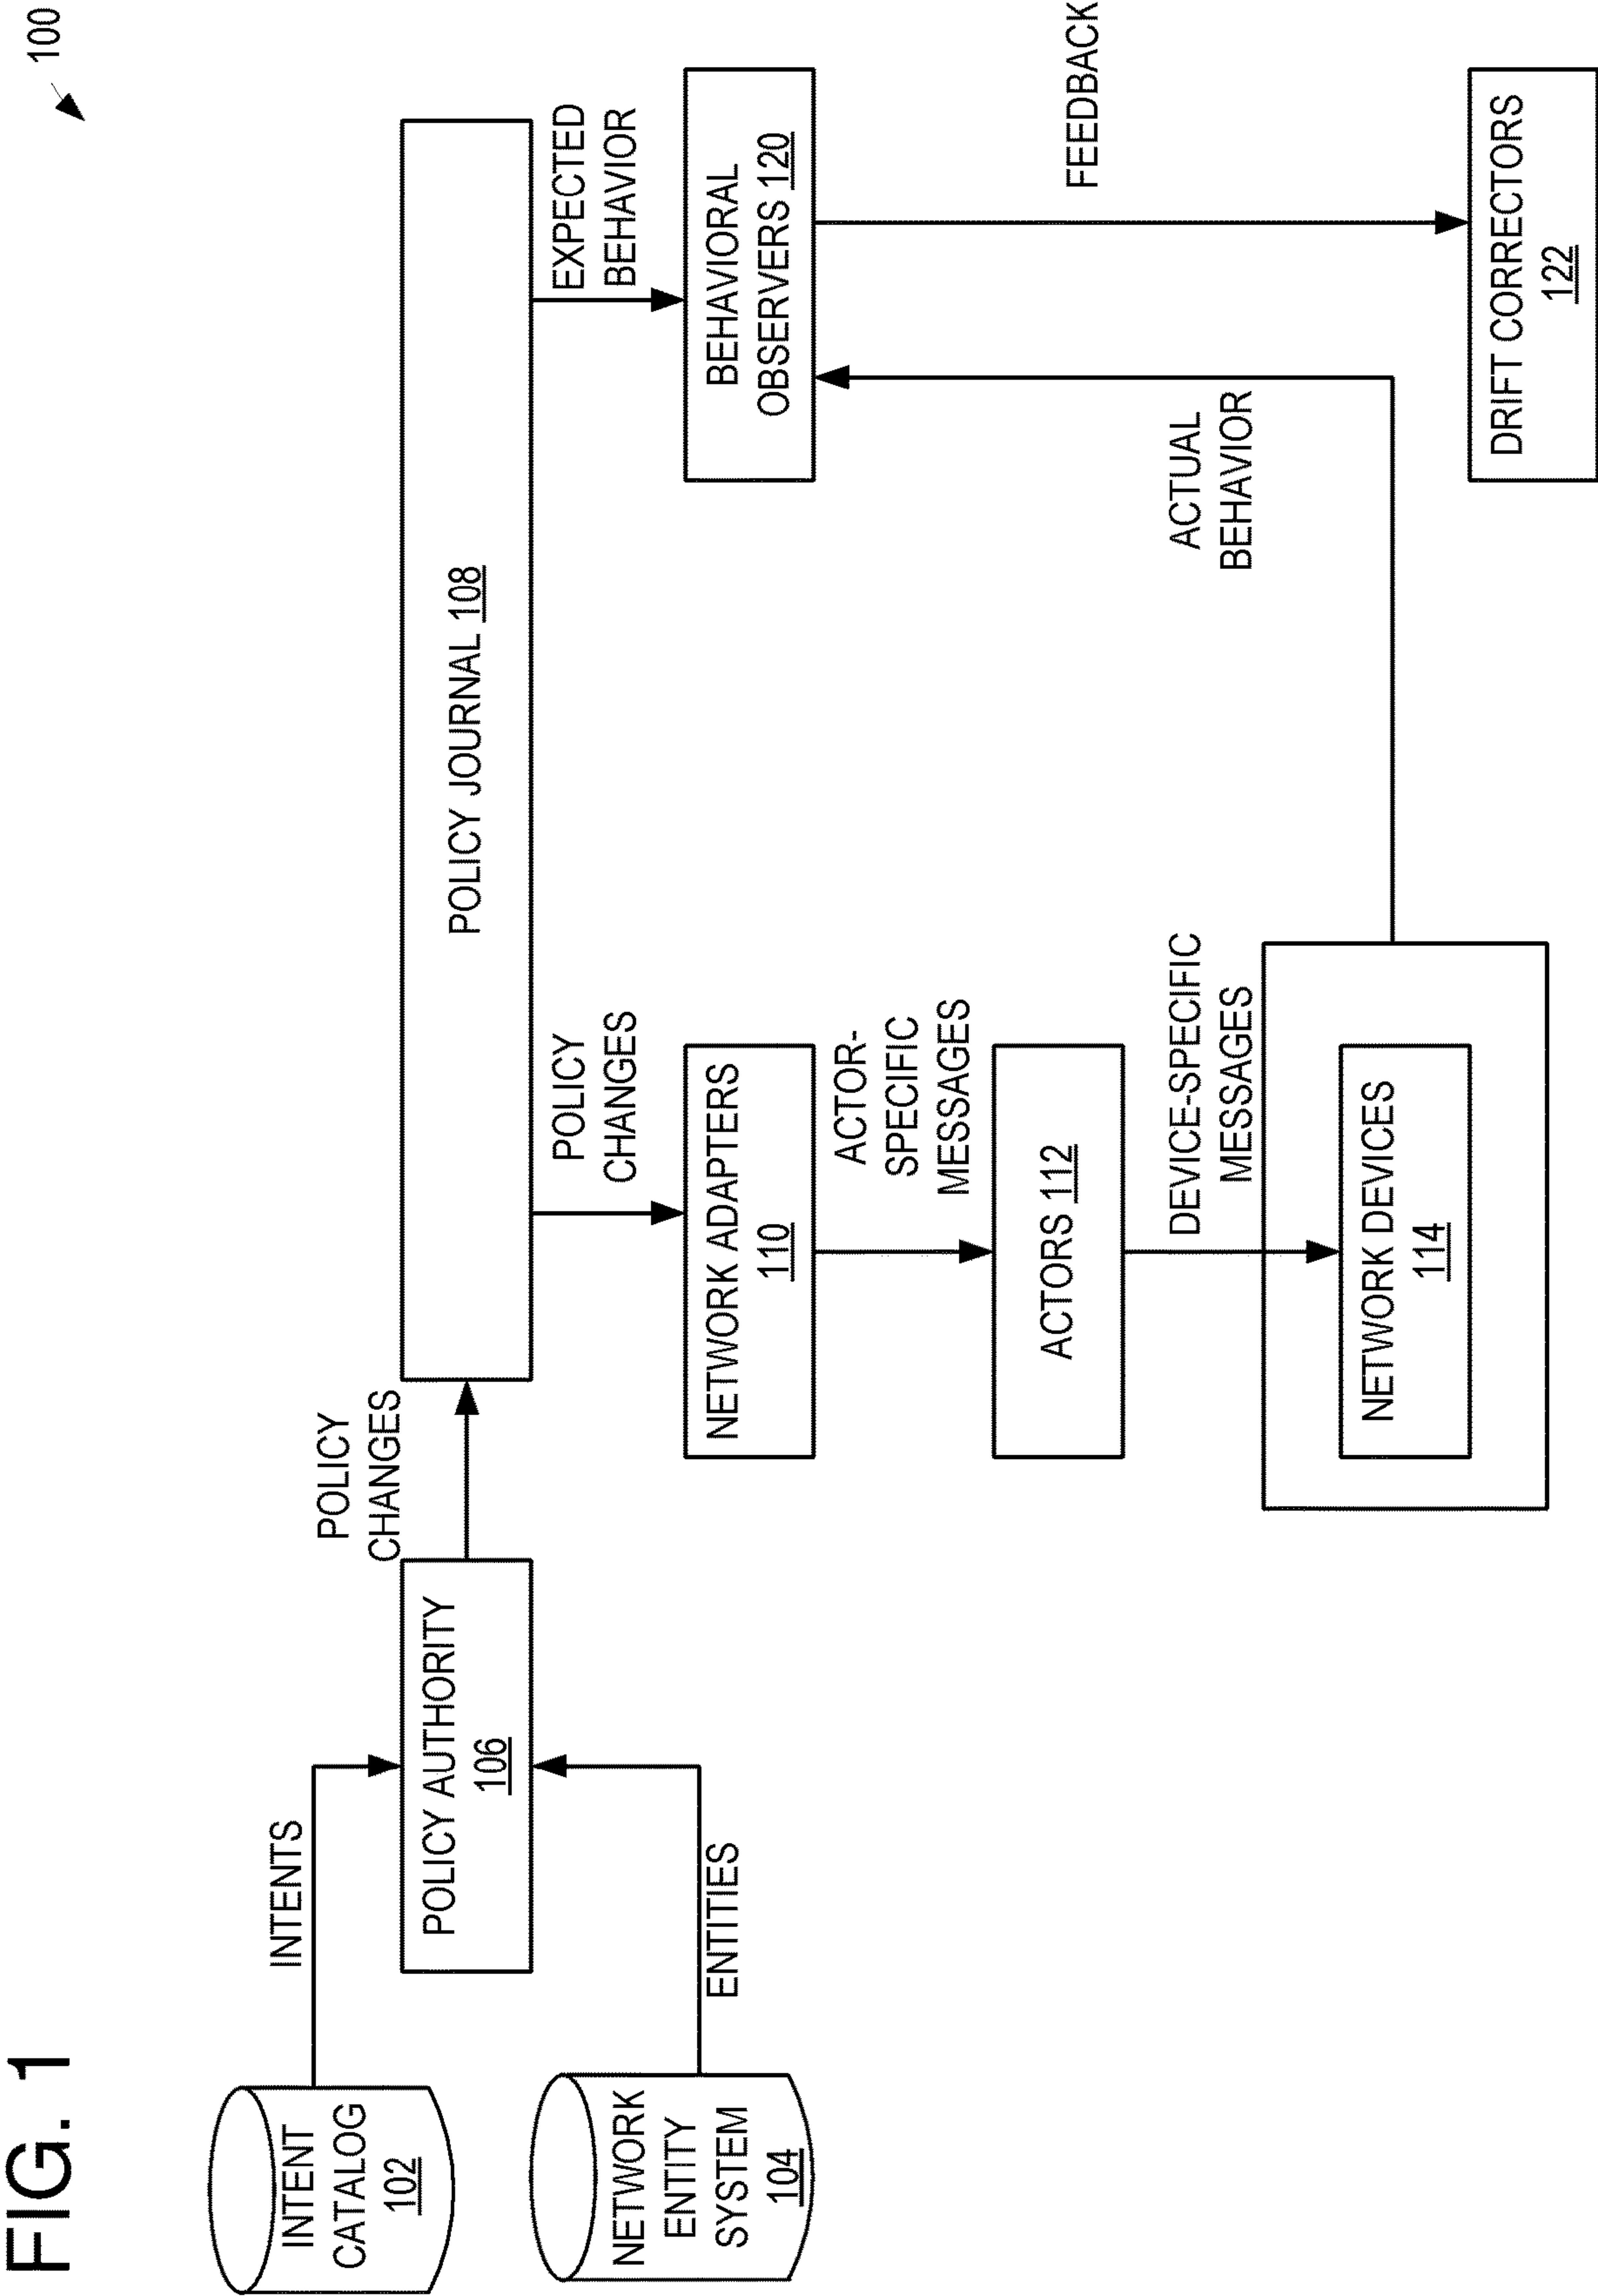 FIG. 1
100
INTENT
CATALOG
102
INTENTS
NETWORK
ENTITY
SYSTEM
104
ENTITIES
POLICY AUTHORITY
106
POLICY
CHANGES
POLICY JOURNAL 108
POLICY
CHANGES
EXPECTED
BEHAVIOR
NETWORK ADAPTERS
110
BEHAVIORAL
OBSERVERS 120
ACTOR-
SPECIFIC
MESSAGES
ACTORS 112
FEEDBACK
DEVICE-SPECIFIC
MESSAGES
ACTUAL
BEHAVIOR
NETWORK DEVICES
114
DRIFT CORRECTORS
122